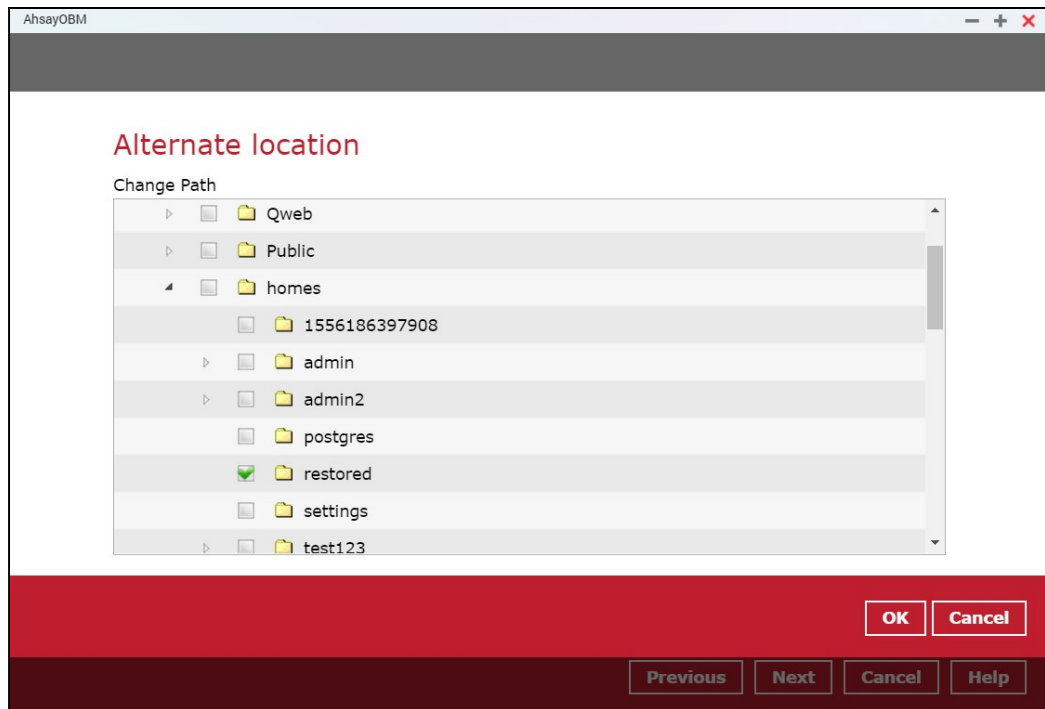 AhsayOBM
Alternate location
Change Path
Qweb
Public
homes
1556186397908
admin
admin2
postgres
restored
settings
test123
OK Cancel
Previous Next Cancel Help